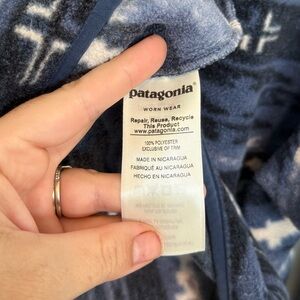 patagonia®
WORN WEAR
Repair, Reuse, Recycle
This Product
www.patagonia.com
100% POLYESTER
EXCLUSIVE OF TRIM
MADE IN NICARAGUA
FABRIQUÉ AU NICARAGUA
HECHO EN NICARAGUA